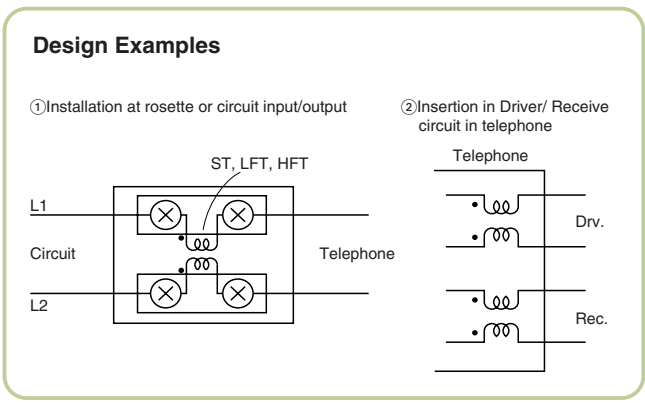 Design Examples
①Installation at rosette or circuit input/output
②Insertion in Driver/ Receive
circuit in telephone
ST, LFT, HFT
L1
Circuit
Telephone
L2
Telephone
Drv.
Rec.